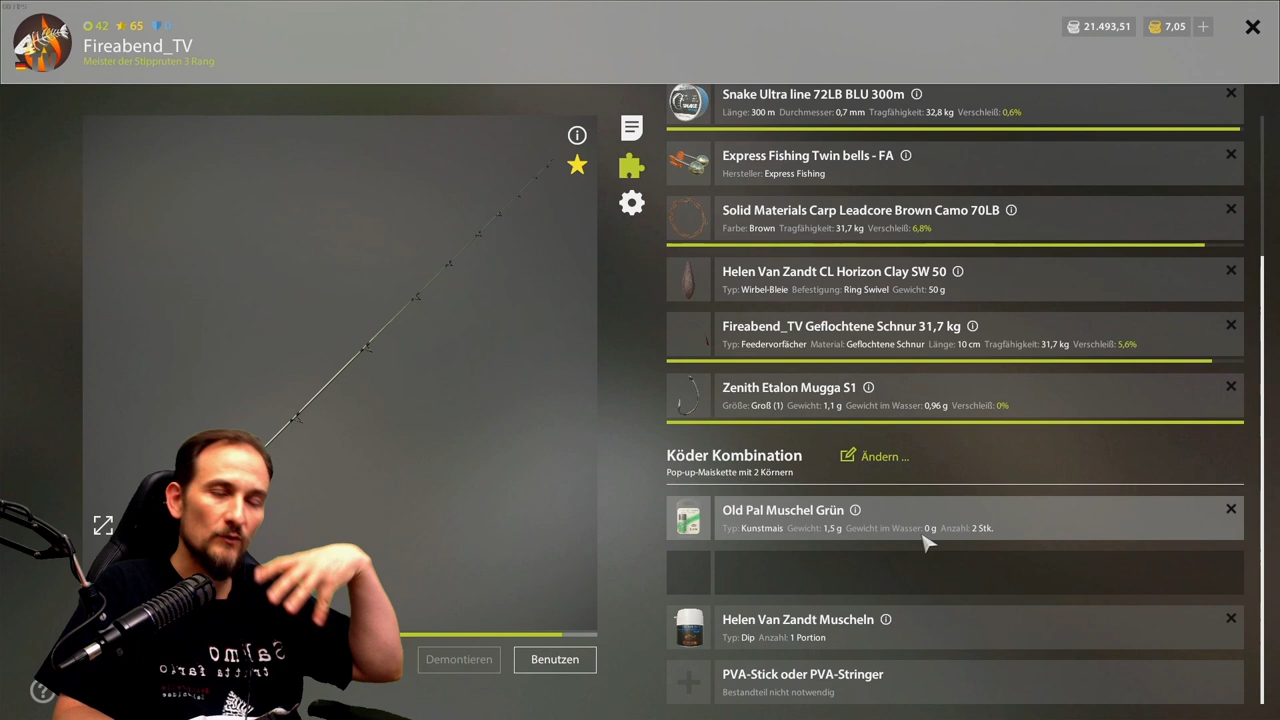 42 65
Fireabend_TV
Meister der Stippruten 3 Rang
21.493,51 7,05
Snake Ultra line 72LB BLU 300m
Länge: 300 m Durchmesser: 0,7 mm Tragfähigkeit: 32,8 kg Verschleiß: 0,6%
Express Fishing Twin bells - FA
Hersteller: Express Fishing
Solid Materials Carp Leadcore Brown Camo 70LB
Farbe: Brown Tragfähigkeit: 31,7 kg Verschleiß: 6,8%
Helen Van Zandt CL Horizon Clay SW 50
Typ: Wirbel-Bleie Befestigung: Ring Swivel Gewicht: 50 g
Fireabend_TV Geflochtene Schnur 31,7 kg
Typ: Feedervorfächer Material: Geflochtene Schnur Länge: 10 cm Tragfähigkeit: 31,7 kg Verschleiß: 5,6%
Zenith Etalon Mugga S1
Größe: Groß (1) Gewicht: 1,1 g Gewicht im Wasser: 0,96 g Verschleiß: 0%
Köder Kombination Ändern ...
Pop-up-Maiskette mit 2 Körnern
Old Pal Muschel Grün
Typ: Kunstmais Gewicht: 1,5 g Gewicht im Wasser: 0 g Anzahl: 2 Stk.
Helen Van Zandt Muscheln
Typ: Dip Anzahl: 1 Portion
PVA-Stick oder PVA-Stringer
Bestandteil nicht notwendig
Demontieren Benutzen